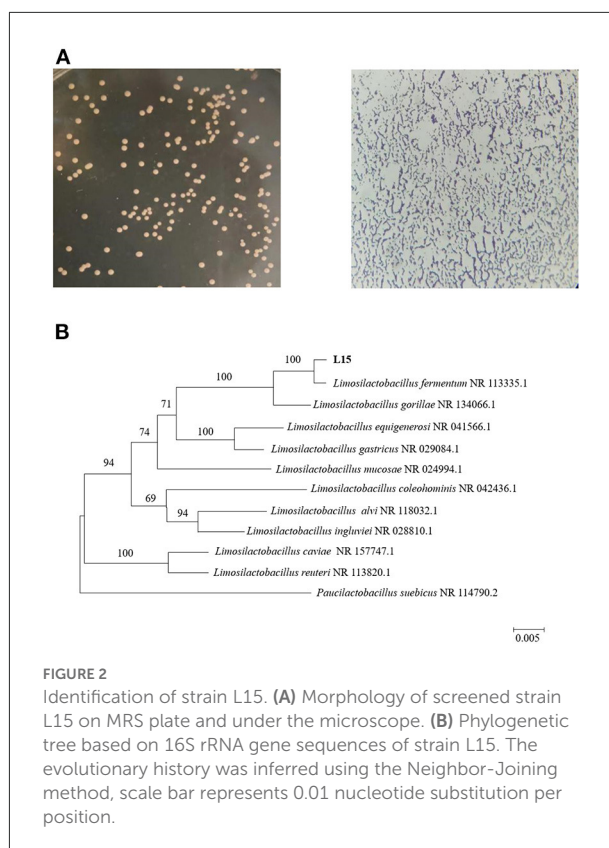 A
B
100
L15
100
Limosilactobacillus fermentum NR 113335.1
71
Limosilactobacillus gorillae NR 134066.1
Limosilactobacillus equigenerosi NR 041566.1
74
100
Limosilactobacillus gastricus NR 029084.1
94
Limosilactobacillus mucosae NR 024994.1
Limosilactobacillus coleohominis NR 042436.1
69
94
Limosilactobacillus alvi NR 118032.1
Limosilactobacillus ingluviei NR 028810.1
100
Limosilactobacillus caviae NR 157747.1
Limosilactobacillus reuteri NR 113820.1
Paucilactobacillus suebicus NR 114790.2
0.005
FIGURE 2
Identification of strain L15. (A) Morphology of screened strain
L15 on MRS plate and under the microscope. (B) Phylogenetic
tree based on 16S rRNA gene sequences of strain L15. The
evolutionary history was inferred using the Neighbor-Joining
method, scale bar represents 0.01 nucleotide substitution per
position.